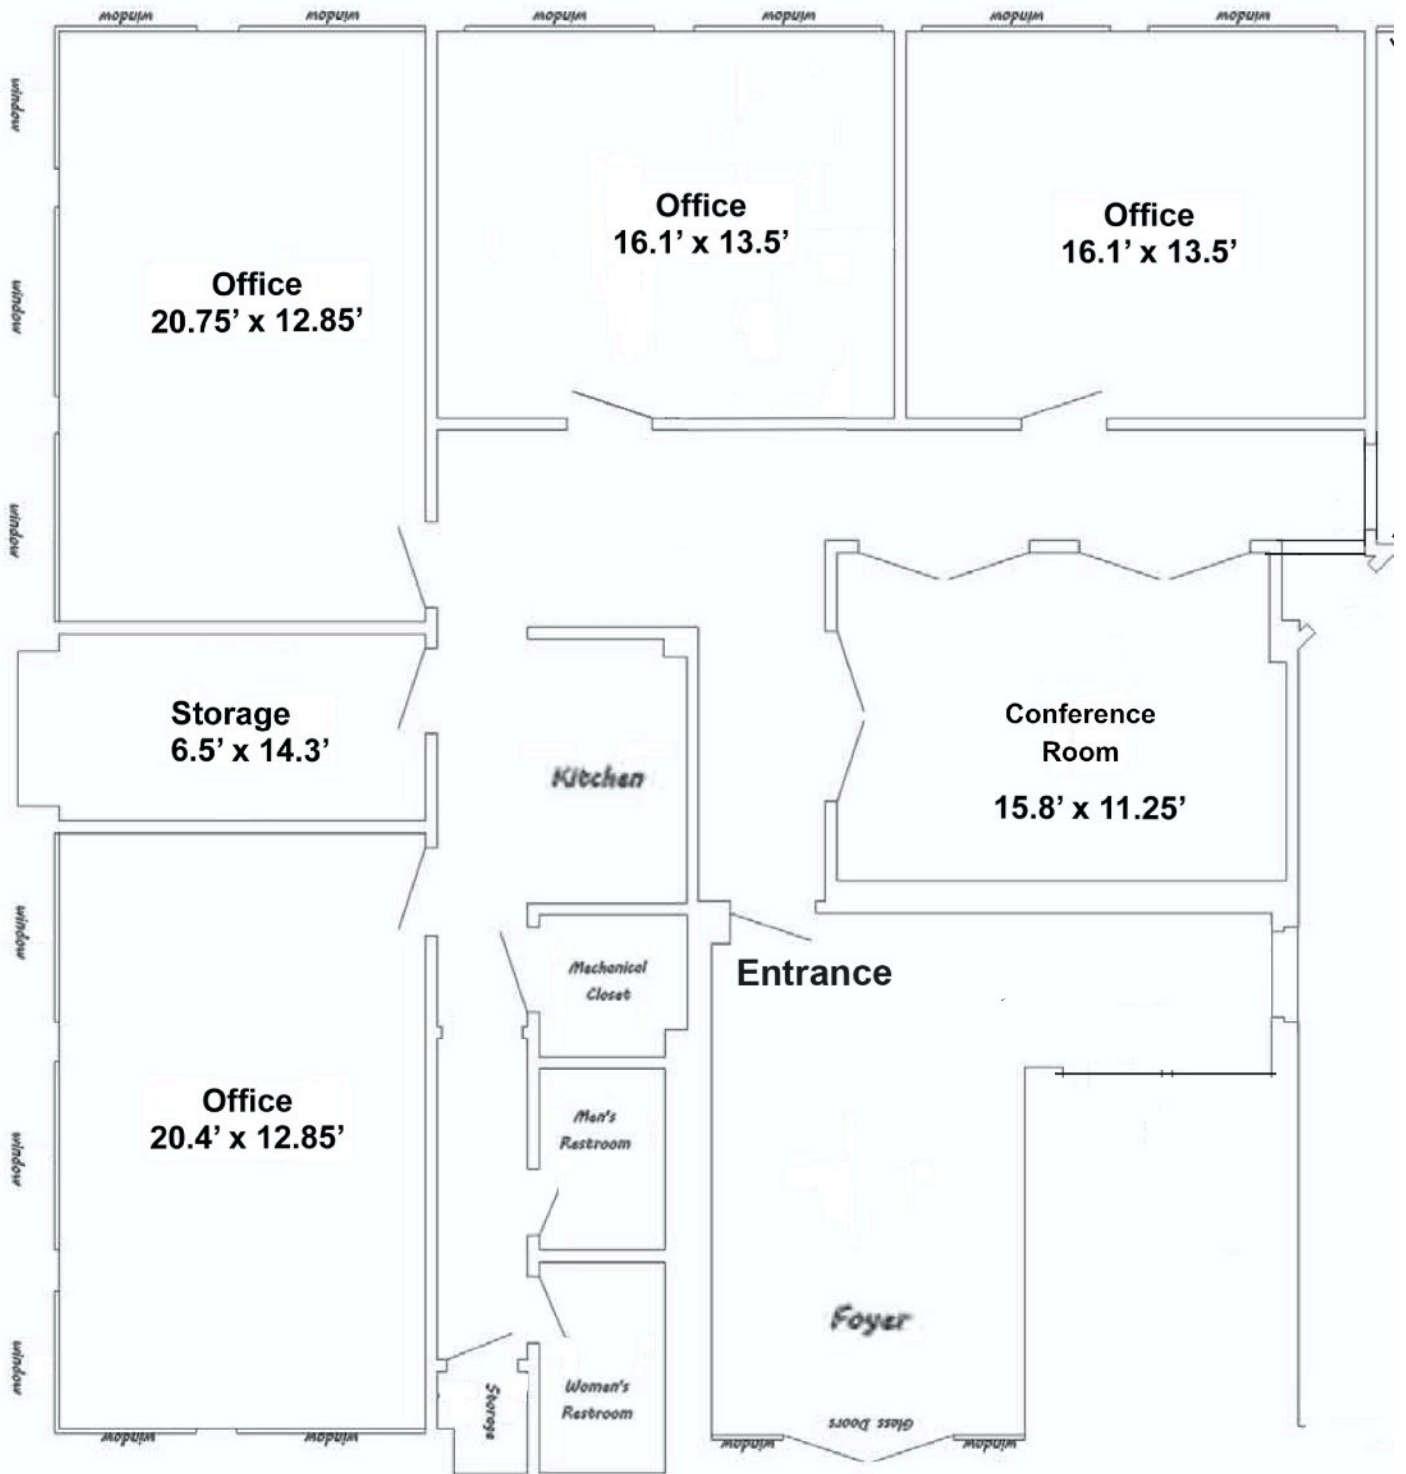 window
window
window
window
window
window
window
Office
16.1’ x 13.5’
Office
16.1’ x 13.5’
window
Office
20.75’ x 12.85’
window
Storage
6.5’ x 14.3’
Kitchen
Conference
Room
15.8’ x 11.25’
window
Entrance
Mechanical
Closet
Office
20.4’ x 12.85’
Men's
Restroom
window
Foyer
window
Women's
Restroom
Storage
Glass Doors
window
window
window
window